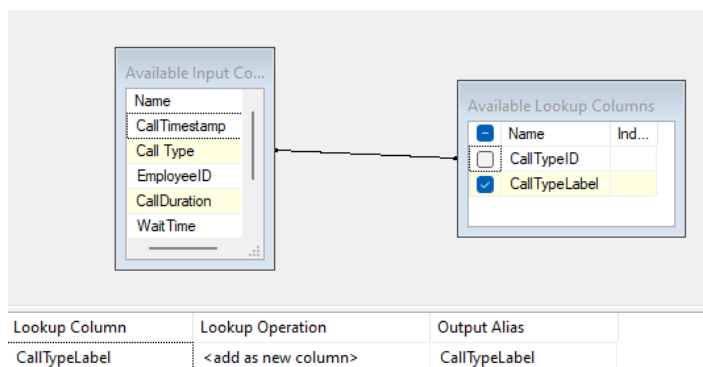 Available Input Co...
Name
CallTimestamp
Call Type
EmployeeID
CallDuration
WaitTime
Available Lookup Columns
Name Ind...
CallTypeID
CallTypeLabel
Lookup Column Lookup Operation Output Alias
CallTypeLabel <add as new column> CallTypeLabel